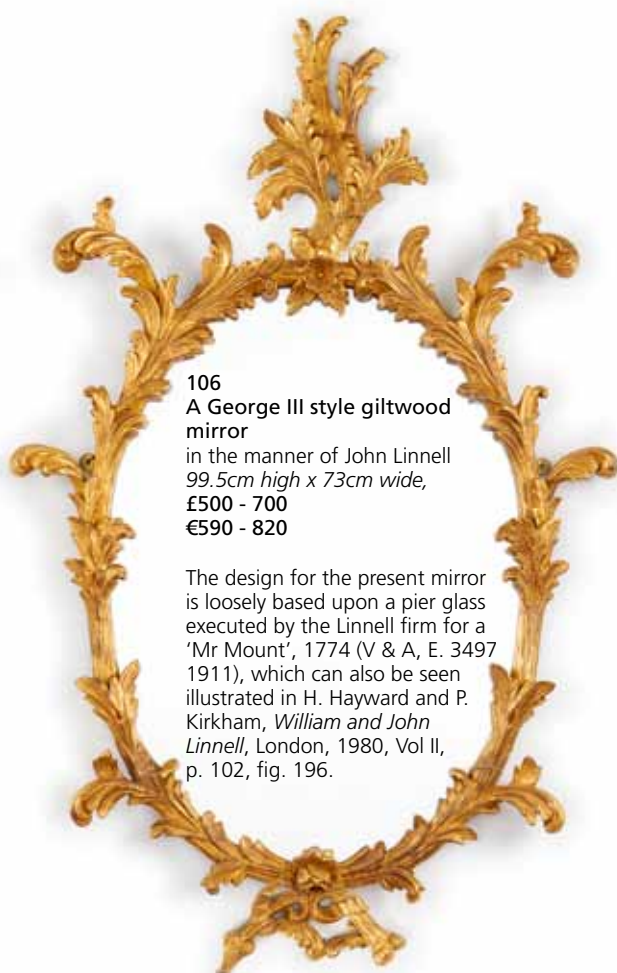 106
A George III style giltwood
mirror
in the manner of John Linnell
99.5cm high x 73cm wide,
£500 - 700
€590 - 820
The design for the present mirror
is loosely based upon a pier glass
executed by the Linnell firm for a
‘Mr Mount’, 1774 (V & A, E. 3497
1911), which can also be seen
illustrated in H. Hayward and P.
Kirkham, William and John
Linnell, London, 1980, Vol II,
p. 102, fig. 196.